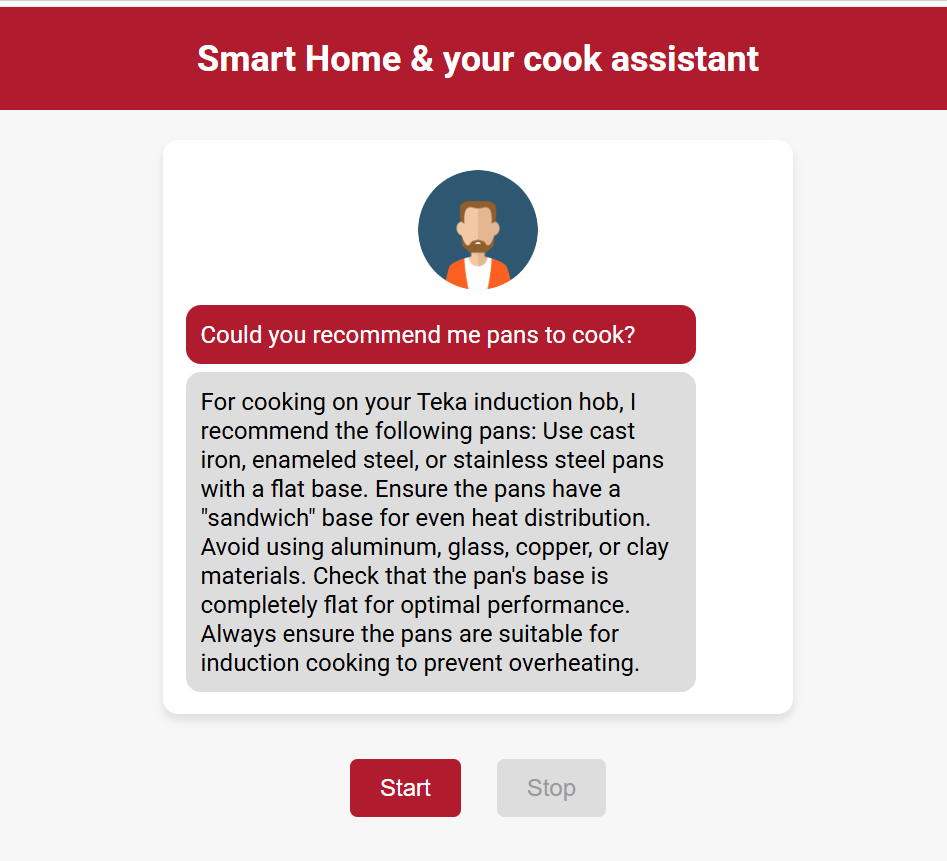 Smart Home & your cook assistant
Could you recommend me pans to cook?
For cooking on your Teka induction hob, I
recommend the following pans: Use cast
iron, enameled steel, or stainless steel pans
with a flat base. Ensure the pans have a
"sandwich" base for even heat distribution.
Avoid using aluminum, glass, copper, or clay
materials. Check that the pan's base is
completely flat for optimal performance.
Always ensure the pans are suitable for
induction cooking to prevent overheating.
Start
Stop